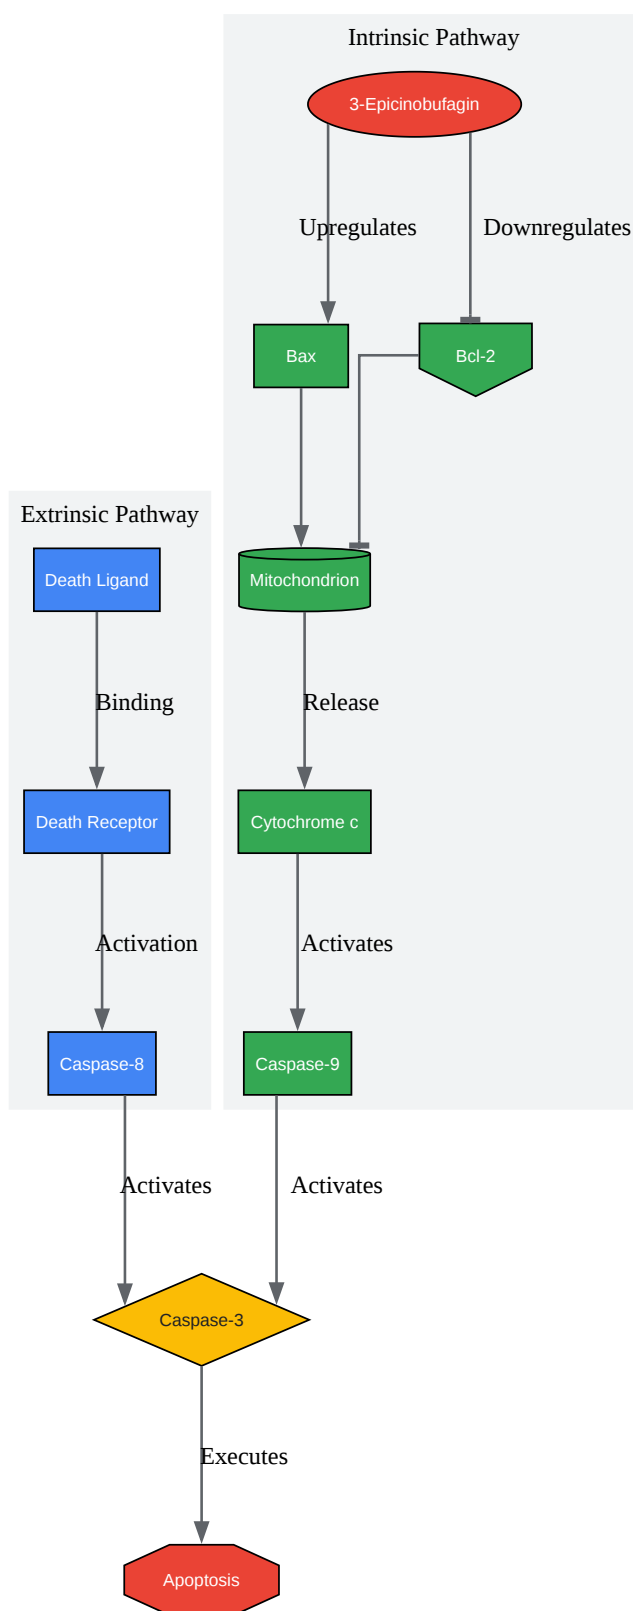 Intrinsic Pathway
3-Epicinobufagin
Upregulates
Downregulates
Bax
Bcl-2
Extrinsic Pathway
Death Ligand
Mitochondrion
Binding
Release
Death Receptor
Cytochrome c
Activation
Activates
Caspase-8
Caspase-9
Activates
Activates
Caspase-3
Executes
Apoptosis